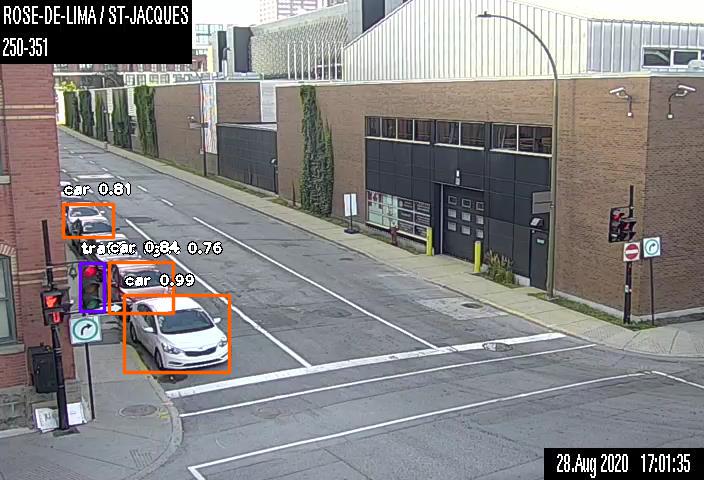 ROSE-DE-LIMA / ST-JACQUES
250-351
car 0.81
car 0.84
0.76
car 0.99
28.Aug 2020 17:01:35